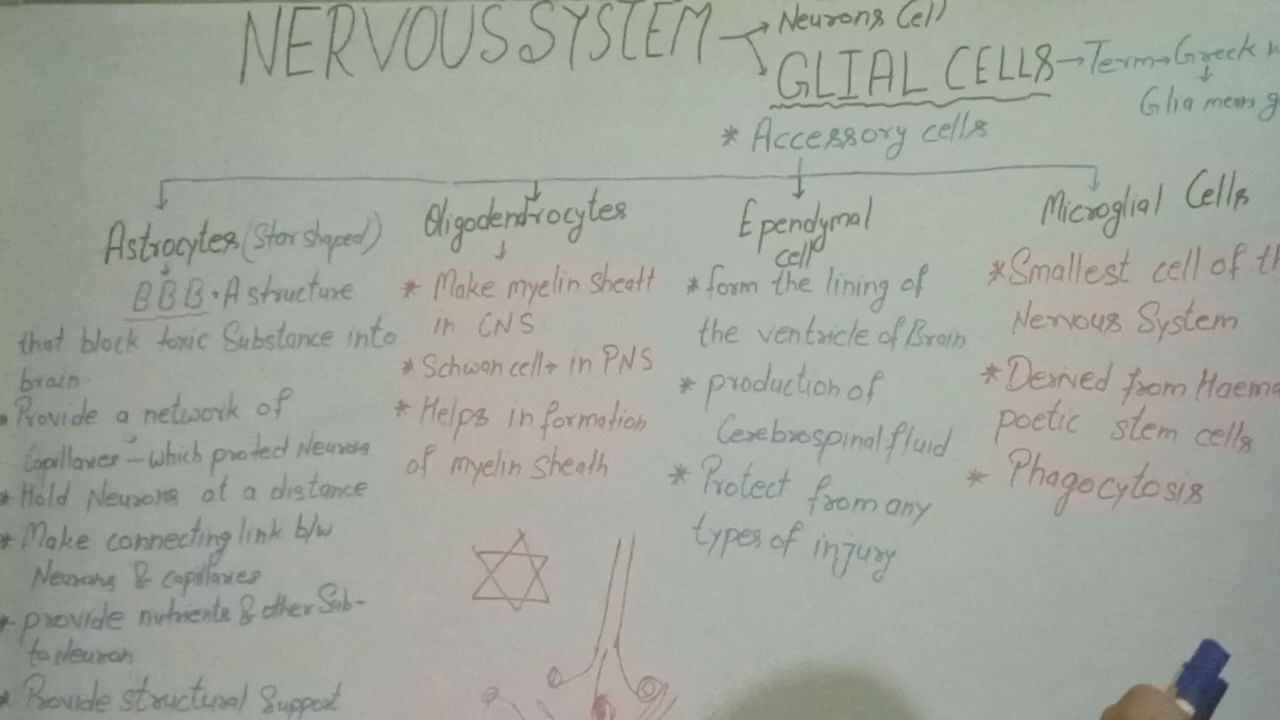 NERVOUS SYSTEM → Neurons Cell
GLIAL CELLS → Term → Greek
Glia means
* Accessory cells
Astrocytes (Star shaped)
BBB • A structure
that block toxic Substance into
brain.
• Provide a network of
Capillaries – which protect Neurons
* Hold Neurons at a distance
* Make connecting link b/w
Neurons & capillaries
* provide nutrients & other Sub-
to Neuron
* Provide structural Support
Oligodendrocytes
* Make myelin sheath
in CNS
* Schwan cell → in PNS
* Helps in formation
of myelin sheath
Ependymal
cell
* form the lining of
the ventricle of Brain
* production of
Cerebrospinal fluid
* Protect from any
types of injury
Microglial Cells
* Smallest cell of th
Nervous System
* Derived from Haema
poetic stem cells
* Phagocytosis